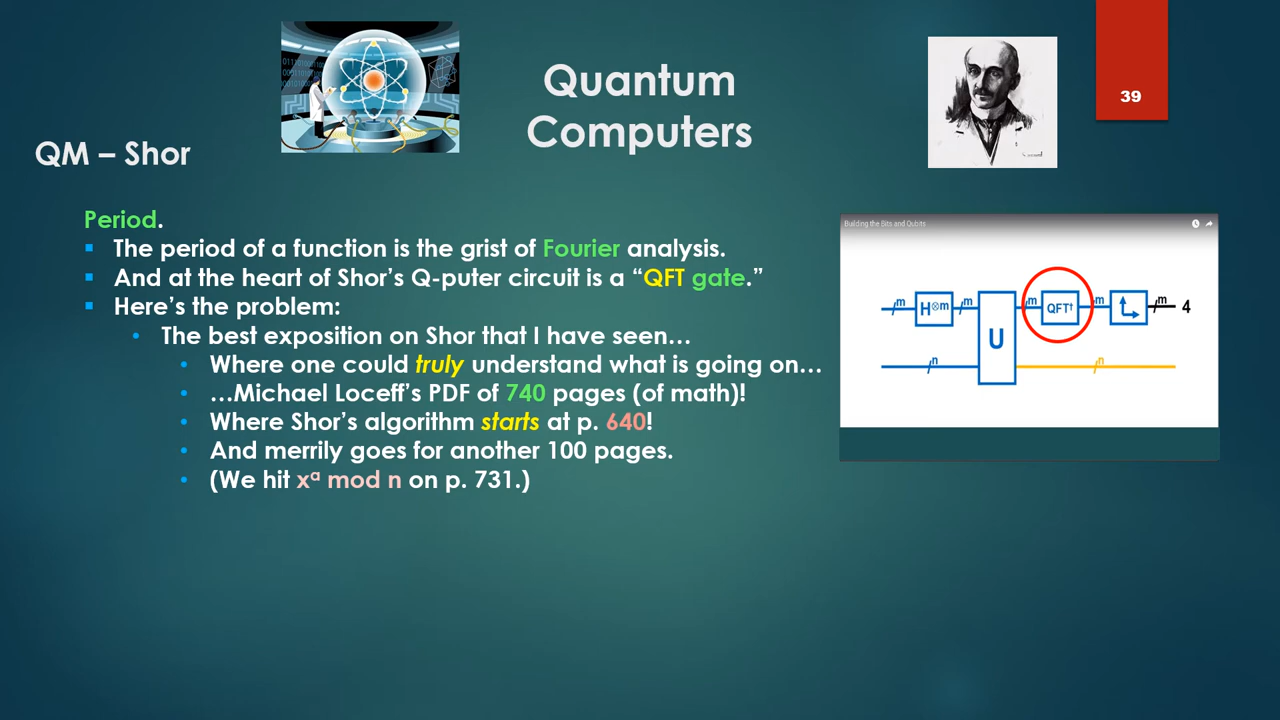 Quantum
Computers
39
QM – Shor
Period.
The period of a function is the grist of Fourier analysis.
And at the heart of Shor's Q-puter circuit is a “QFT gate.”
Here's the problem:
The best exposition on Shor that I have seen…
Where one could truly understand what is going on…
…Michael Loceff's PDF of 740 pages (of math)!
Where Shor's algorithm starts at p. 640!
And merrily goes for another 100 pages.
(We hit xᵃ mod n on p. 731.)
Building the Bits and Qubits
m H⊗m m m QFT† m m 4
U
n n